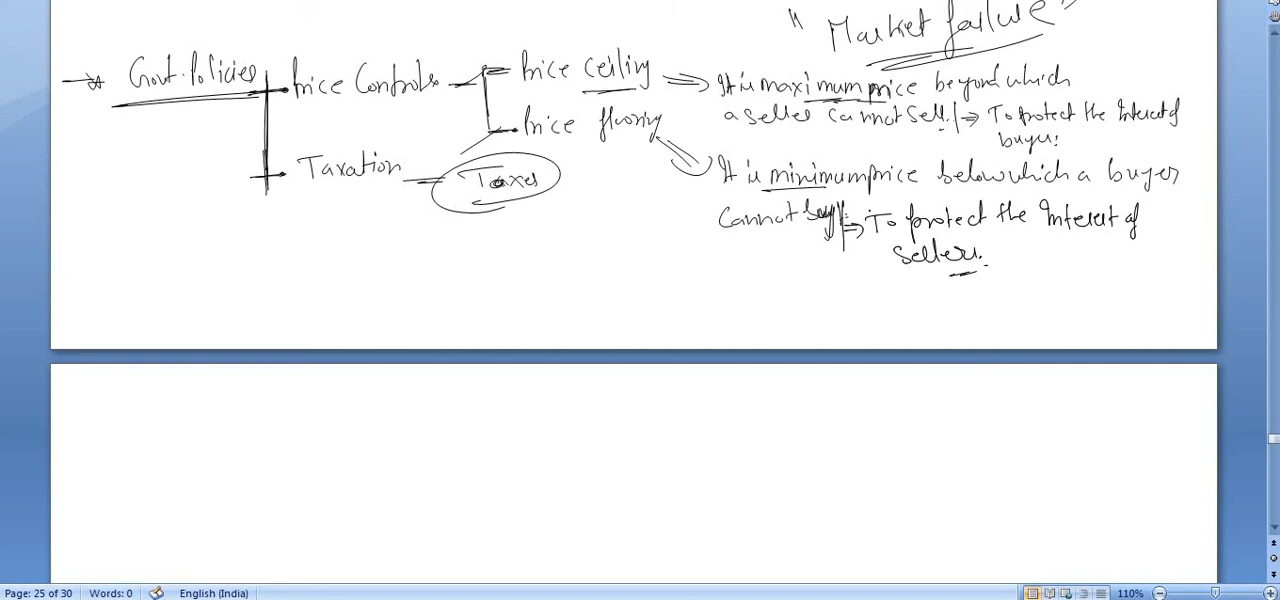 " Market failure "
→ * Govt. Policies
Price Controls
Price ceiling ⇒ It is maximum price beyond which
a seller cannot sell. / ⇒ To protect the Interest of
buyer.
Price flooring
It is minimum price below which a buyer
cannot buy / ⇒ To protect the Interest of
seller.
Taxation = Taxes
Page: 25 of 30 Words: 0 English (India) 110%